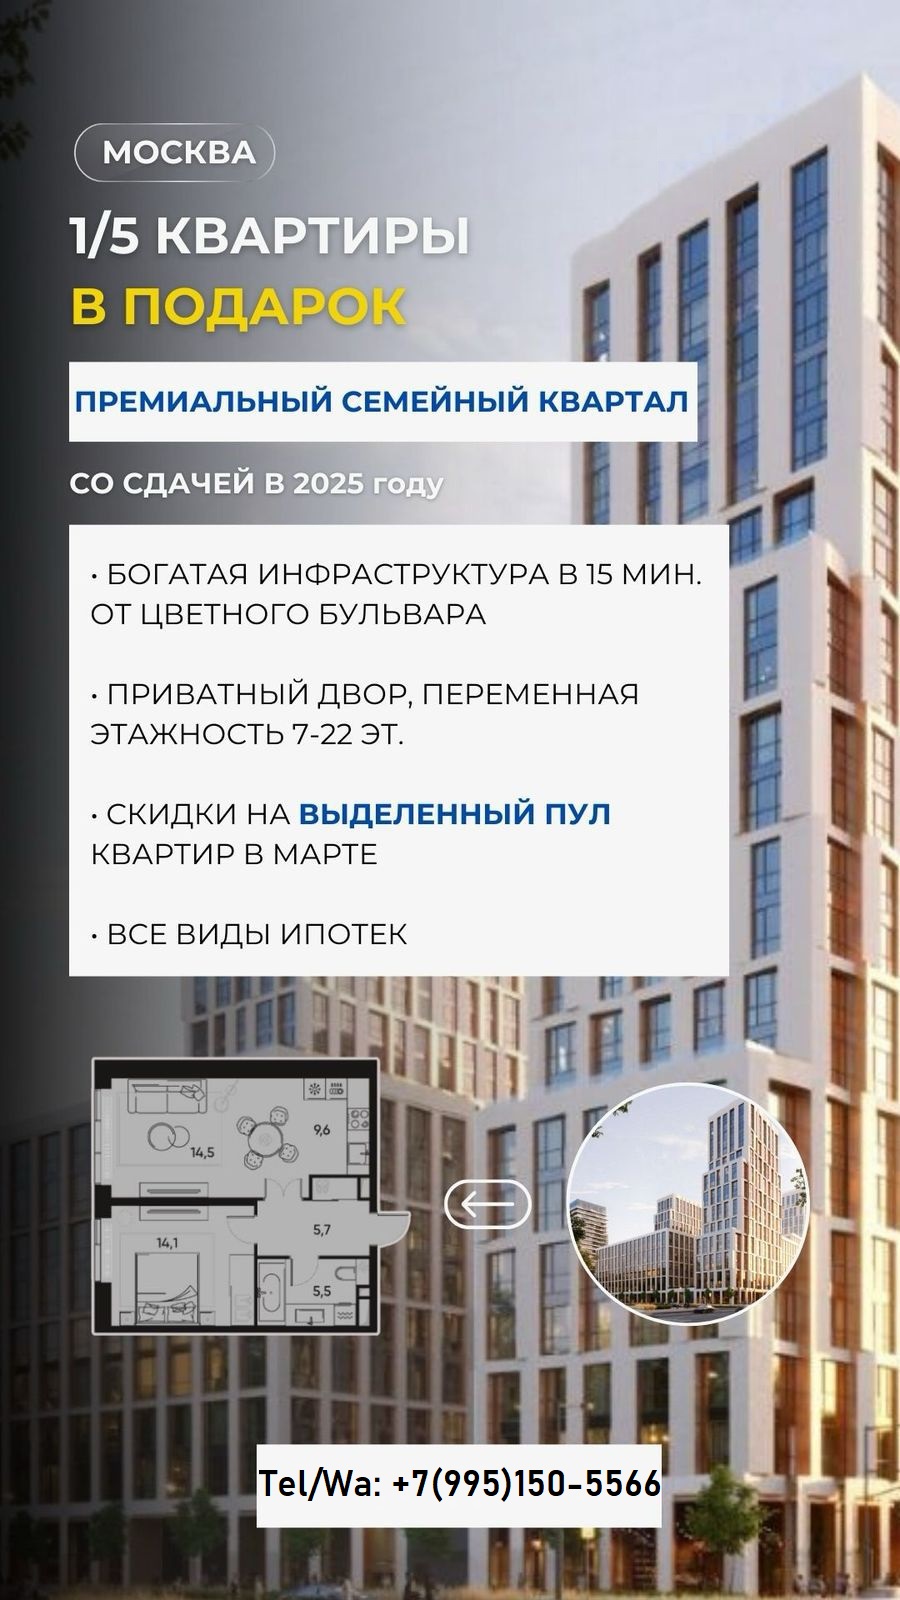 МОСКВА
1/5 КВАРТИРЫ
В ПОДАРОК
ПРЕМИАЛЬНЫЙ СЕМЕЙНЫЙ КВАРТАЛ
СО СДАЧЕЙ В 2025 году
• БОГАТАЯ ИНФРАСТРУКТУРА В 15 МИН.
ОТ ЦВЕТНОГО БУЛЬВАРА
• ПРИВАТНЫЙ ДВОР, ПЕРЕМЕННАЯ
ЭТАЖНОСТЬ 7-22 ЭТ.
• СКИДКИ НА ВЫДЕЛЕННЫЙ ПУЛ
КВАРТИР В МАРТЕ
• ВСЕ ВИДЫ ИПОТЕК
9,6
14,5
5,7
14,1
5,5
Tel/Wa: +7(995)150-5566